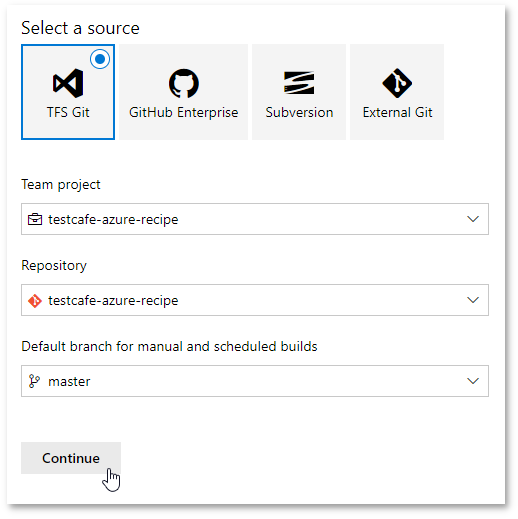 Select a source
TFS Git
GitHub Enterprise
Subversion
External Git
Team project
testcafe-azure-recipe
Repository
testcafe-azure-recipe
Default branch for manual and scheduled builds
master
Continue